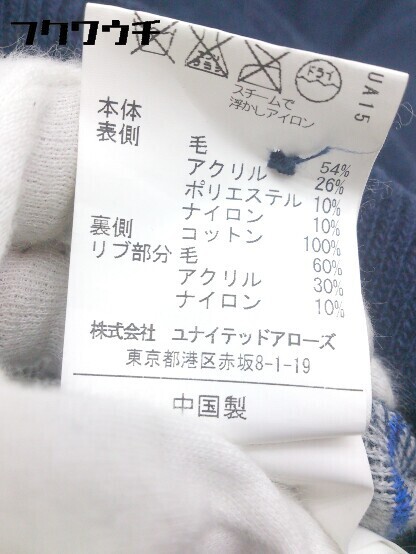 フクワウチ
ドライ
UA15
スチームで
浮かしアイロン
本体
表側 毛 54%
アクリル 26%
ポリエステル 10%
ナイロン 10%
裏側 コットン 100%
リブ部分 毛 60%
アクリル 30%
ナイロン 10%
株式会社 ユナイテッドアローズ
東京都港区赤坂8-1-19
中国製